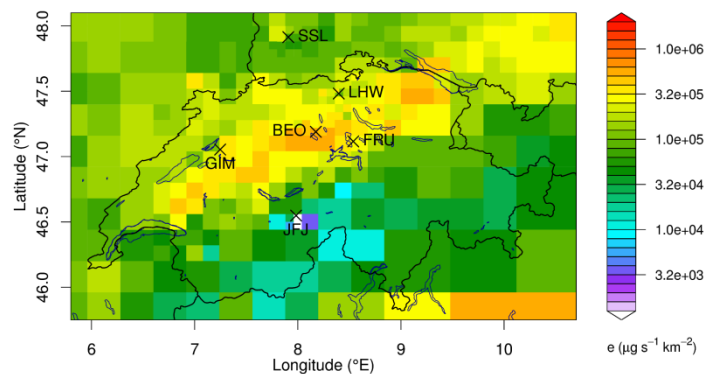 48.0
47.5
47.0
46.5
46.0
Latitude (°N)
SSL
LHW
BEO
FRU
GIM
JFJ
6 7 8 9 10
Longitude (°E)
1.0e+06
3.2e+05
1.0e+05
3.2e+04
1.0e+04
3.2e+03
e (μg s⁻¹ km⁻²)